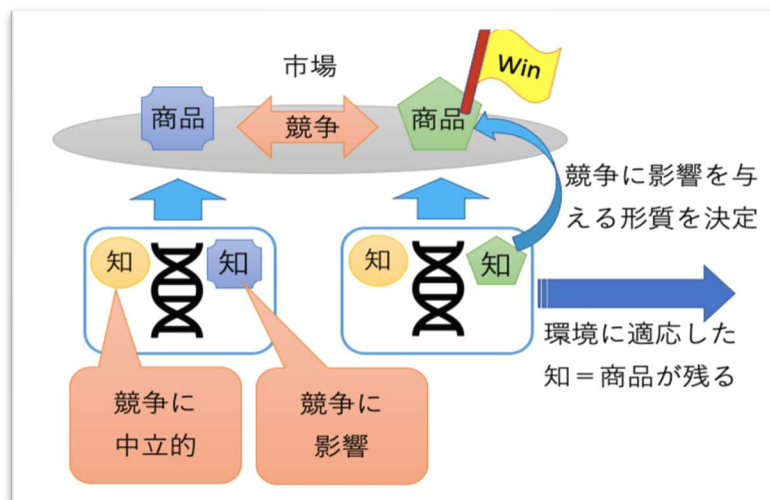 市場
Win
商品
競争
商品
競争に影響を与
える形質を決定
知
知
知
知
環境に適応した
知＝商品が残る
競争に
中立的
競争に
影響